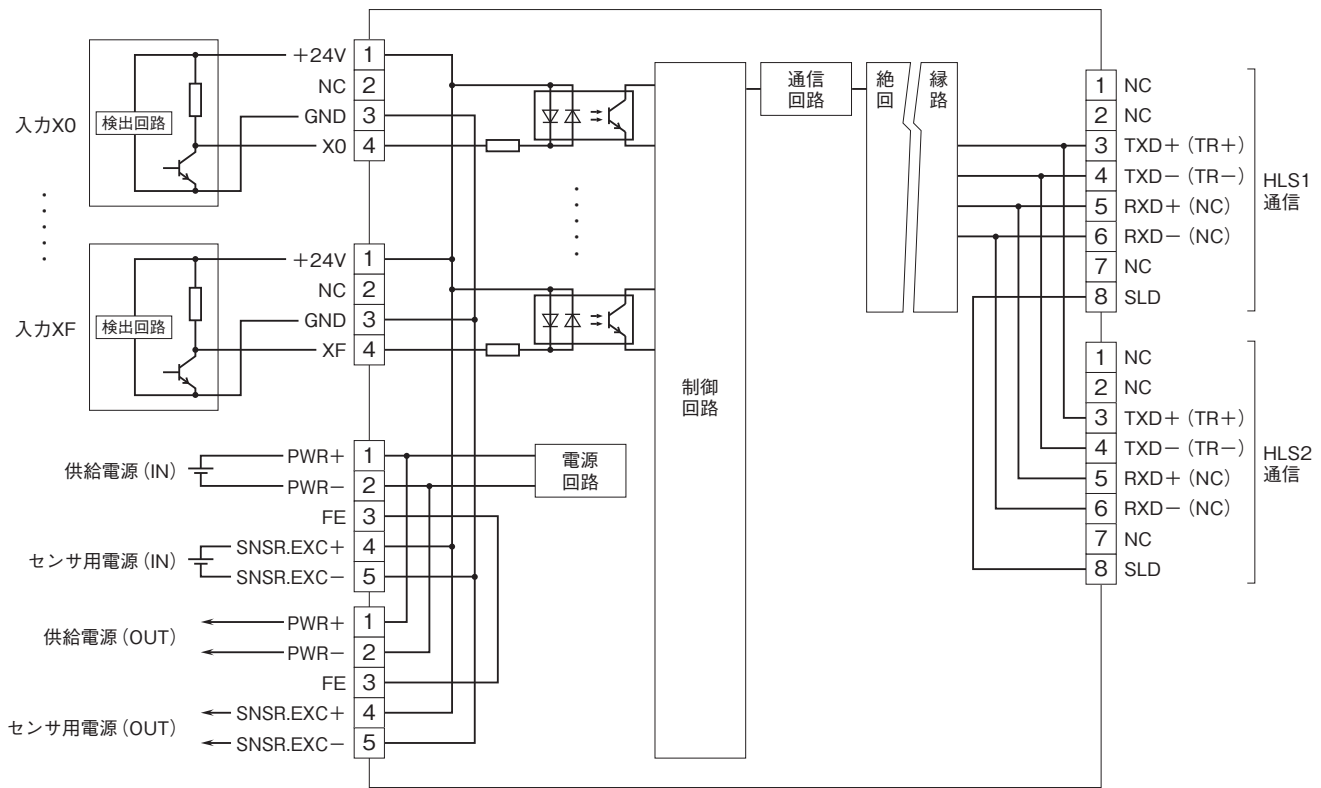 入力X0
検出回路
+24V 1
NC 2
GND 3
X0 4
入力XF
検出回路
+24V 1
NC 2
GND 3
XF 4
供給電源(IN)
PWR+ 1
PWR− 2
FE 3
センサ用電源(IN)
SNSR.EXC+ 4
SNSR.EXC− 5
供給電源(OUT)
PWR+ 1
PWR− 2
FE 3
センサ用電源(OUT)
SNSR.EXC+ 4
SNSR.EXC− 5
電源
回路
制御
回路
通信
回路
絶 縁
回 路
1 NC
2 NC
3 TXD+(TR+)
4 TXD−(TR−)
5 RXD+(NC)
6 RXD−(NC)
7 NC
8 SLD
HLS1
通信
1 NC
2 NC
3 TXD+(TR+)
4 TXD−(TR−)
5 RXD+(NC)
6 RXD−(NC)
7 NC
8 SLD
HLS2
通信